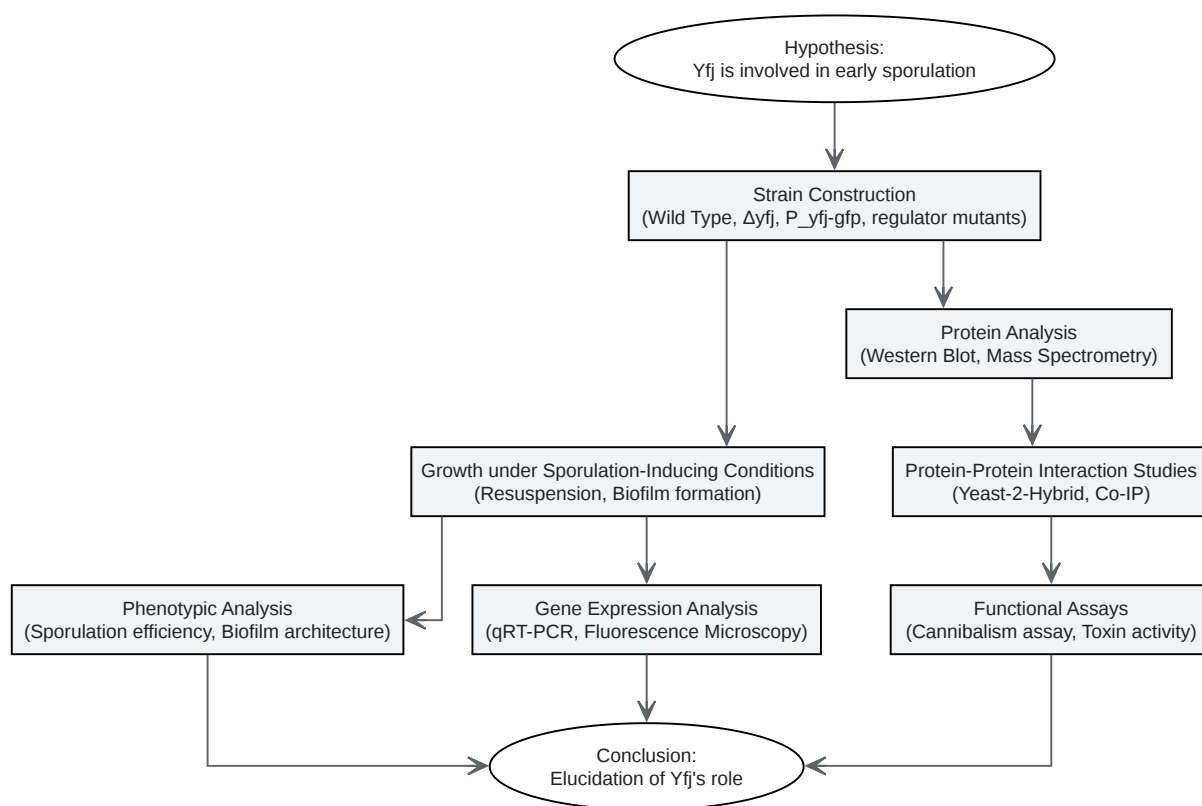 Hypothesis:
Yfj is involved in early sporulation
Strain Construction
(Wild Type, Δyfj, P_yfj-gfp, regulator mutants)
Protein Analysis
(Western Blot, Mass Spectrometry)
Growth under Sporulation-Inducing Conditions
(Resuspension, Biofilm formation)
Protein-Protein Interaction Studies
(Yeast-2-Hybrid, Co-IP)
Phenotypic Analysis
(Sporulation efficiency, Biofilm architecture)
Gene Expression Analysis
(qRT-PCR, Fluorescence Microscopy)
Functional Assays
(Cannibalism assay, Toxin activity)
Conclusion:
Elucidation of Yfj's role